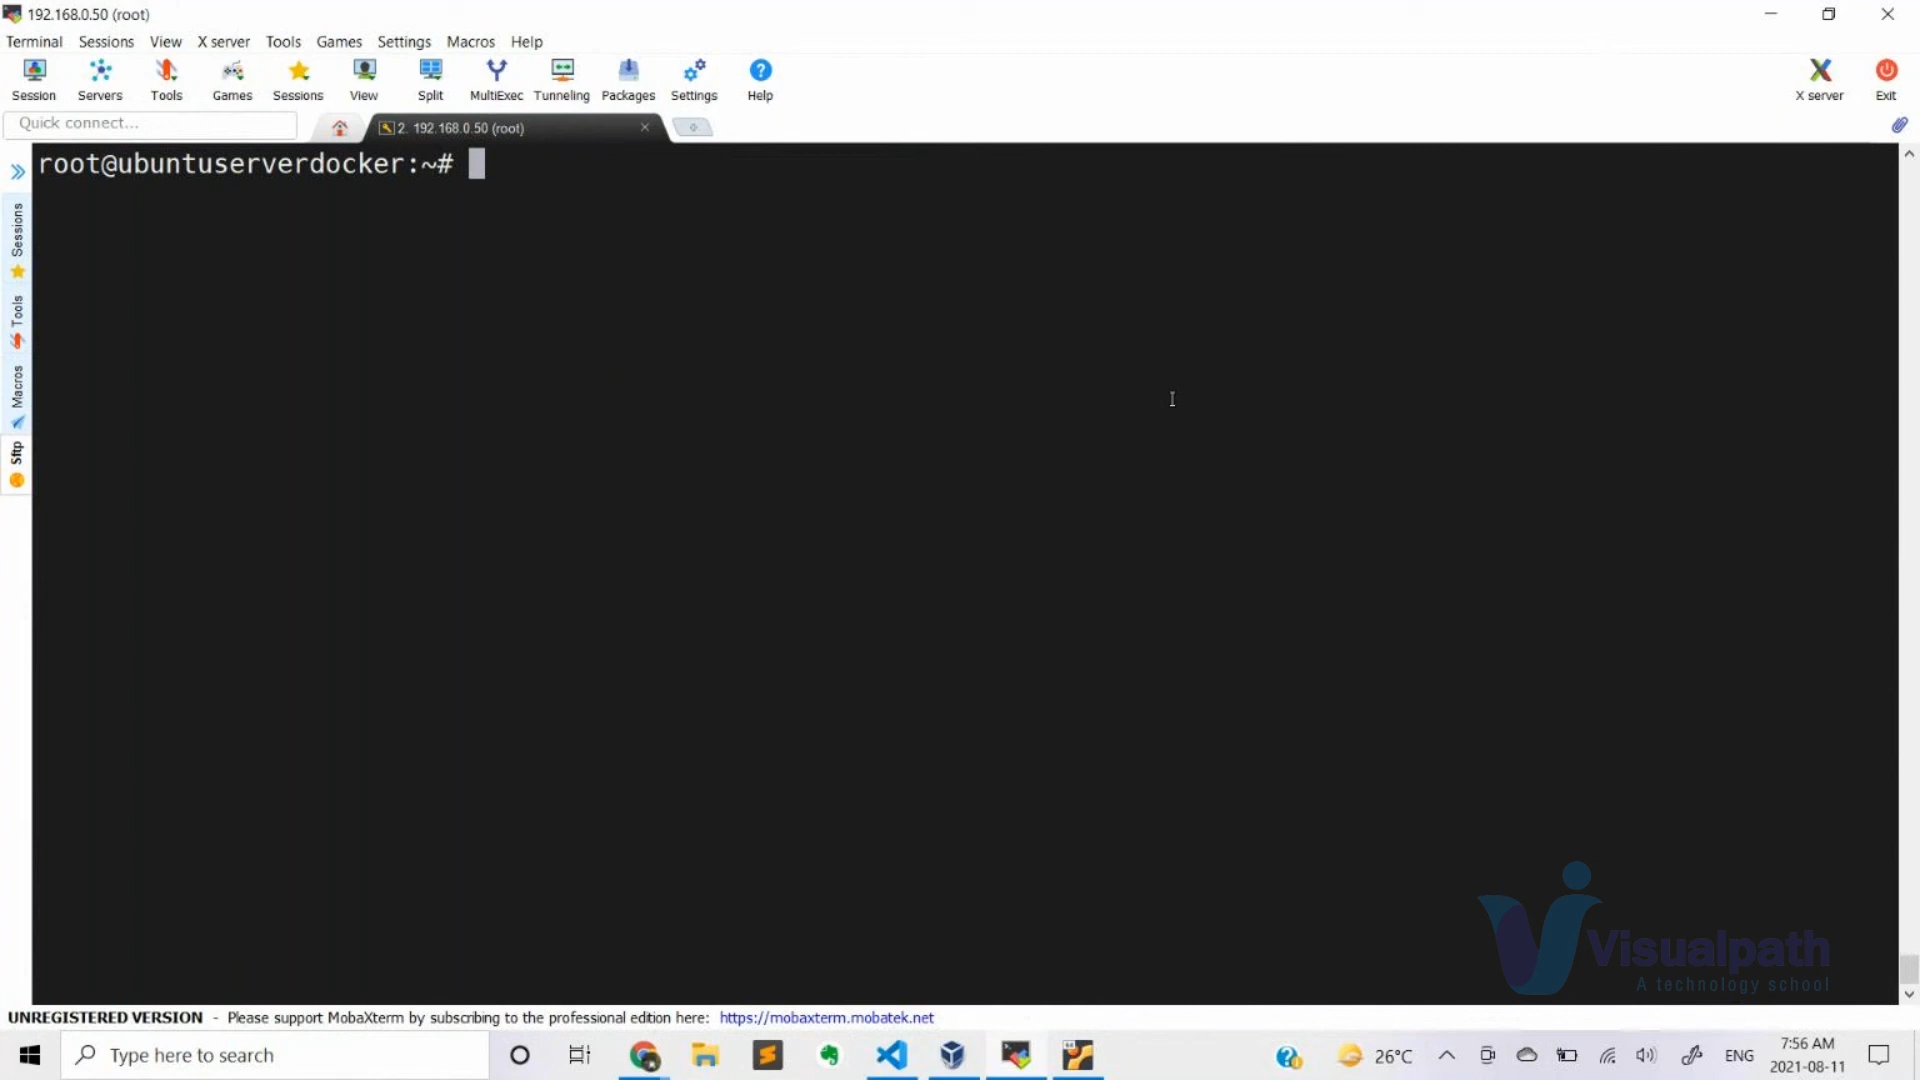 192.168.0.50 (root)
Terminal Sessions View X server Tools Games Settings Macros Help
Session Servers Tools Games Sessions View Split MultiExec Tunneling Packages Settings Help X server Exit
Quick connect...
2. 192.168.0.50 (root)
root@ubuntuserverdocker:~#
Sessions
Tools
Macros
Sftp
Visualpath
A technology school
UNREGISTERED VERSION - Please support MobaXterm by subscribing to the professional edition here: https://mobaxterm.mobatek.net
Type here to search
26°C
ENG
7:56 AM
2021-08-11